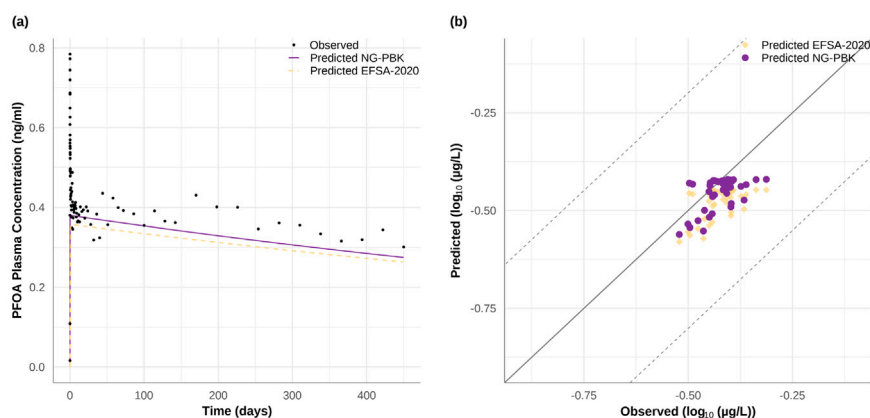 (a)
PFOA Plasma Concentration (ng/ml)
0.8
0.6
0.4
0.2
0.0
Observed
Predicted NG-PBK
Predicted EFSA-2020
0
100
200
300
400
Time (days)
(b)
Predicted (log₁₀ (µg/L))
-0.25
-0.50
-0.75
Predicted EFSA-2020
Predicted NG-PBK
-0.75
-0.50
-0.25
Observed (log₁₀ (µg/L))